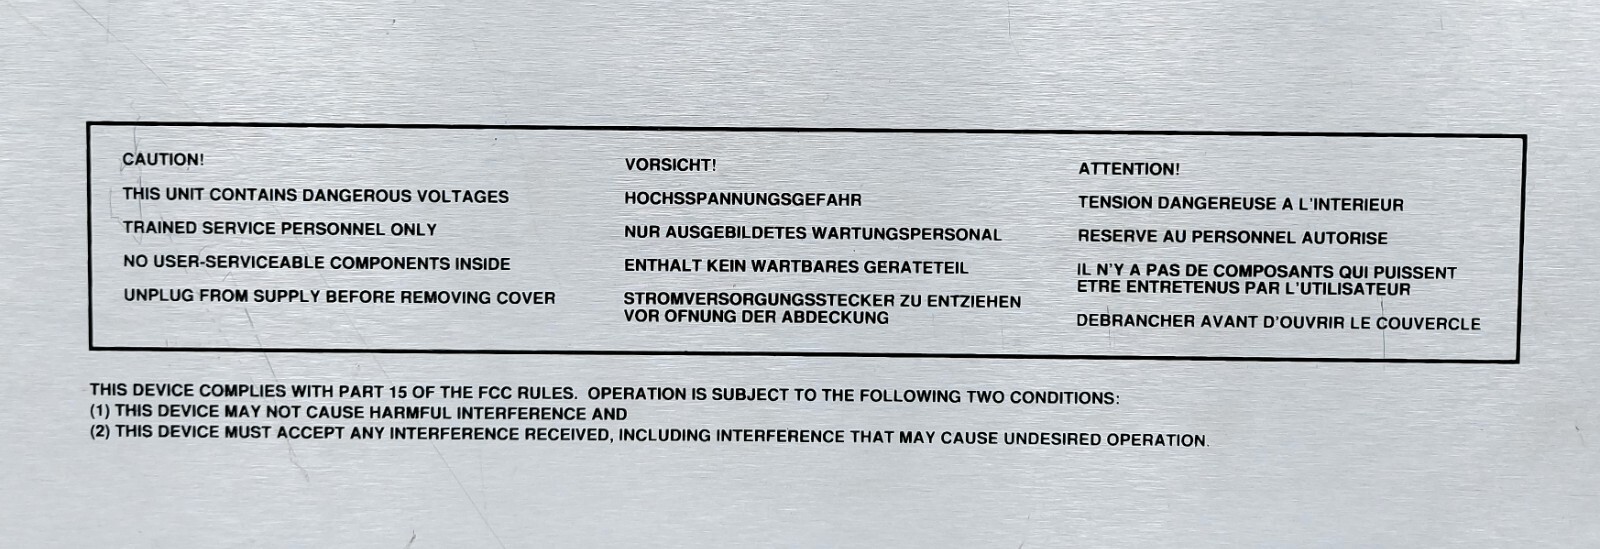 CAUTION!
THIS UNIT CONTAINS DANGEROUS VOLTAGES
TRAINED SERVICE PERSONNEL ONLY
NO USER-SERVICEABLE COMPONENTS INSIDE
UNPLUG FROM SUPPLY BEFORE REMOVING COVER
VORSICHT!
HOCHSSPANNUNGSGEFAHR
NUR AUSGEBILDETES WARTUNGSPERSONAL
ENTHALT KEIN WARTBARES GERATETEIL
STROMVERSORGUNGSSTECKER ZU ENTZIEHEN
VOR OFNUNG DER ABDECKUNG
ATTENTION!
TENSION DANGEREUSE A L'INTERIEUR
RESERVE AU PERSONNEL AUTORISE
IL N'Y A PAS DE COMPOSANTS QUI PUISSENT
ETRE ENTRETENUS PAR L'UTILISATEUR
DEBRANCHER AVANT D'OUVRIR LE COUVERCLE
THIS DEVICE COMPLIES WITH PART 15 OF THE FCC RULES. OPERATION IS SUBJECT TO THE FOLLOWING TWO CONDITIONS:
(1) THIS DEVICE MAY NOT CAUSE HARMFUL INTERFERENCE AND
(2) THIS DEVICE MUST ACCEPT ANY INTERFERENCE RECEIVED, INCLUDING INTERFERENCE THAT MAY CAUSE UNDESIRED OPERATION.